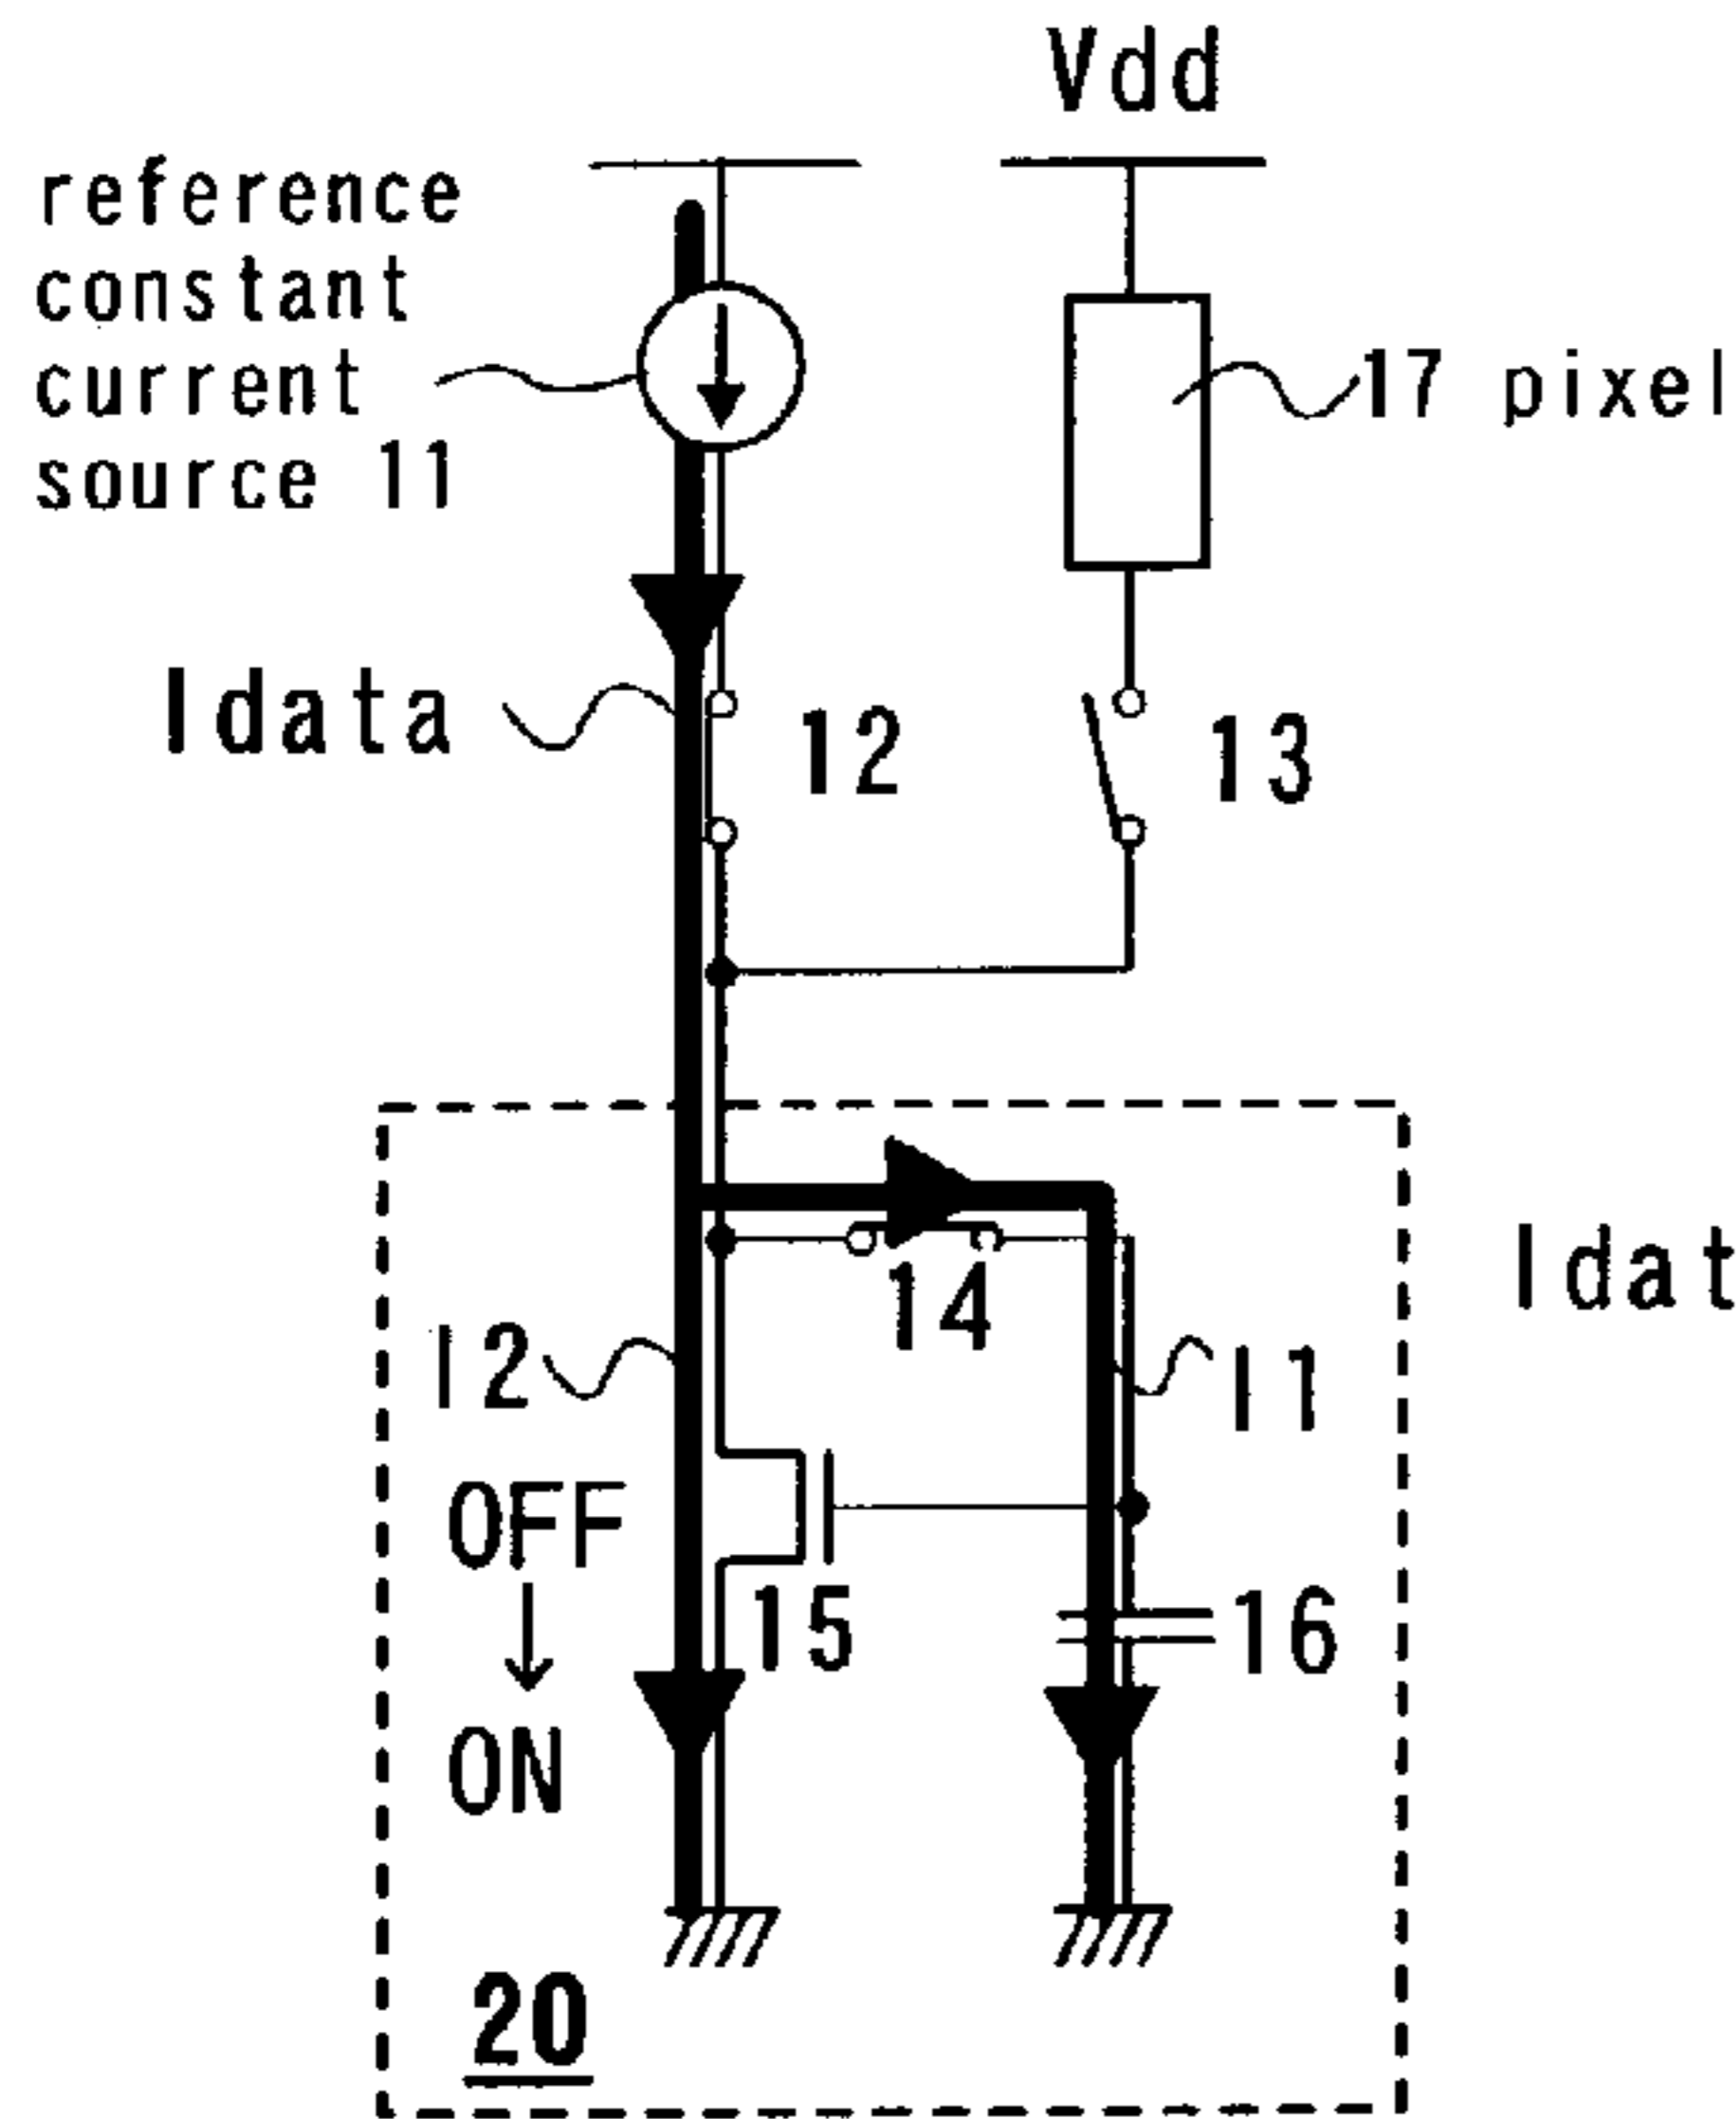 Vdd
reference
constant
current
source 11
17 pixel
Idata
12
13
14
Idat
I2
I1
OFF
ON
15
16
20